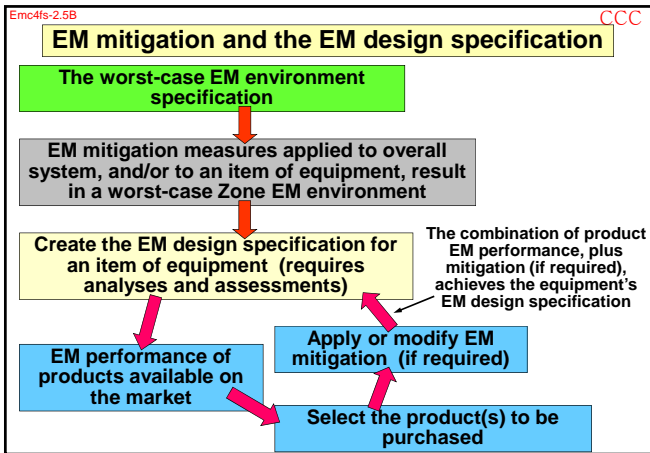 Emc4fs-2.5B
CCC
EM mitigation and the EM design specification
The worst-case EM environment
specification
EM mitigation measures applied to overall
system, and/or to an item of equipment, result
in a worst-case Zone EM environment
Create the EM design specification for
an item of equipment (requires
analyses and assessments)
The combination of product
EM performance, plus
mitigation (if required),
achieves the equipment's
EM design specification
Apply or modify EM
mitigation (if required)
EM performance of
products available on
the market
Select the product(s) to be
purchased